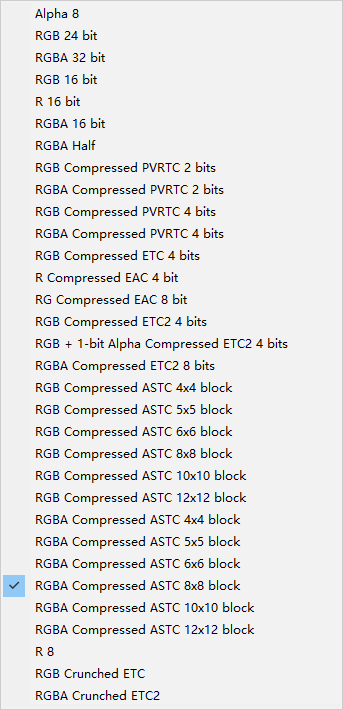 Alpha 8
RGB 24 bit
RGBA 32 bit
RGB 16 bit
R 16 bit
RGBA 16 bit
RGBA Half
RGB Compressed PVRTC 2 bits
RGBA Compressed PVRTC 2 bits
RGB Compressed PVRTC 4 bits
RGBA Compressed PVRTC 4 bits
RGB Compressed ETC 4 bits
R Compressed EAC 4 bit
RG Compressed EAC 8 bit
RGB Compressed ETC2 4 bits
RGB + 1-bit Alpha Compressed ETC2 4 bits
RGBA Compressed ETC2 8 bits
RGB Compressed ASTC 4x4 block
RGB Compressed ASTC 5x5 block
RGB Compressed ASTC 6x6 block
RGB Compressed ASTC 8x8 block
RGB Compressed ASTC 10x10 block
RGB Compressed ASTC 12x12 block
RGBA Compressed ASTC 4x4 block
RGBA Compressed ASTC 5x5 block
RGBA Compressed ASTC 6x6 block
RGBA Compressed ASTC 8x8 block
RGBA Compressed ASTC 10x10 block
RGBA Compressed ASTC 12x12 block
R 8
RGB Crunched ETC
RGBA Crunched ETC2